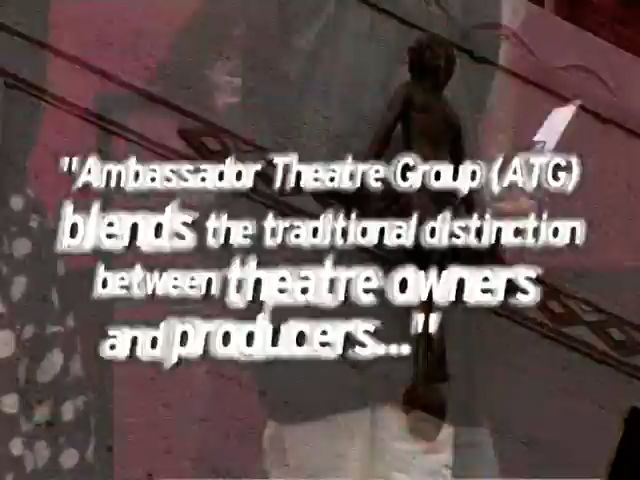 "Ambassador Theatre Group (ATG)
blends the traditional distinction
between theatre owners
and producers..."